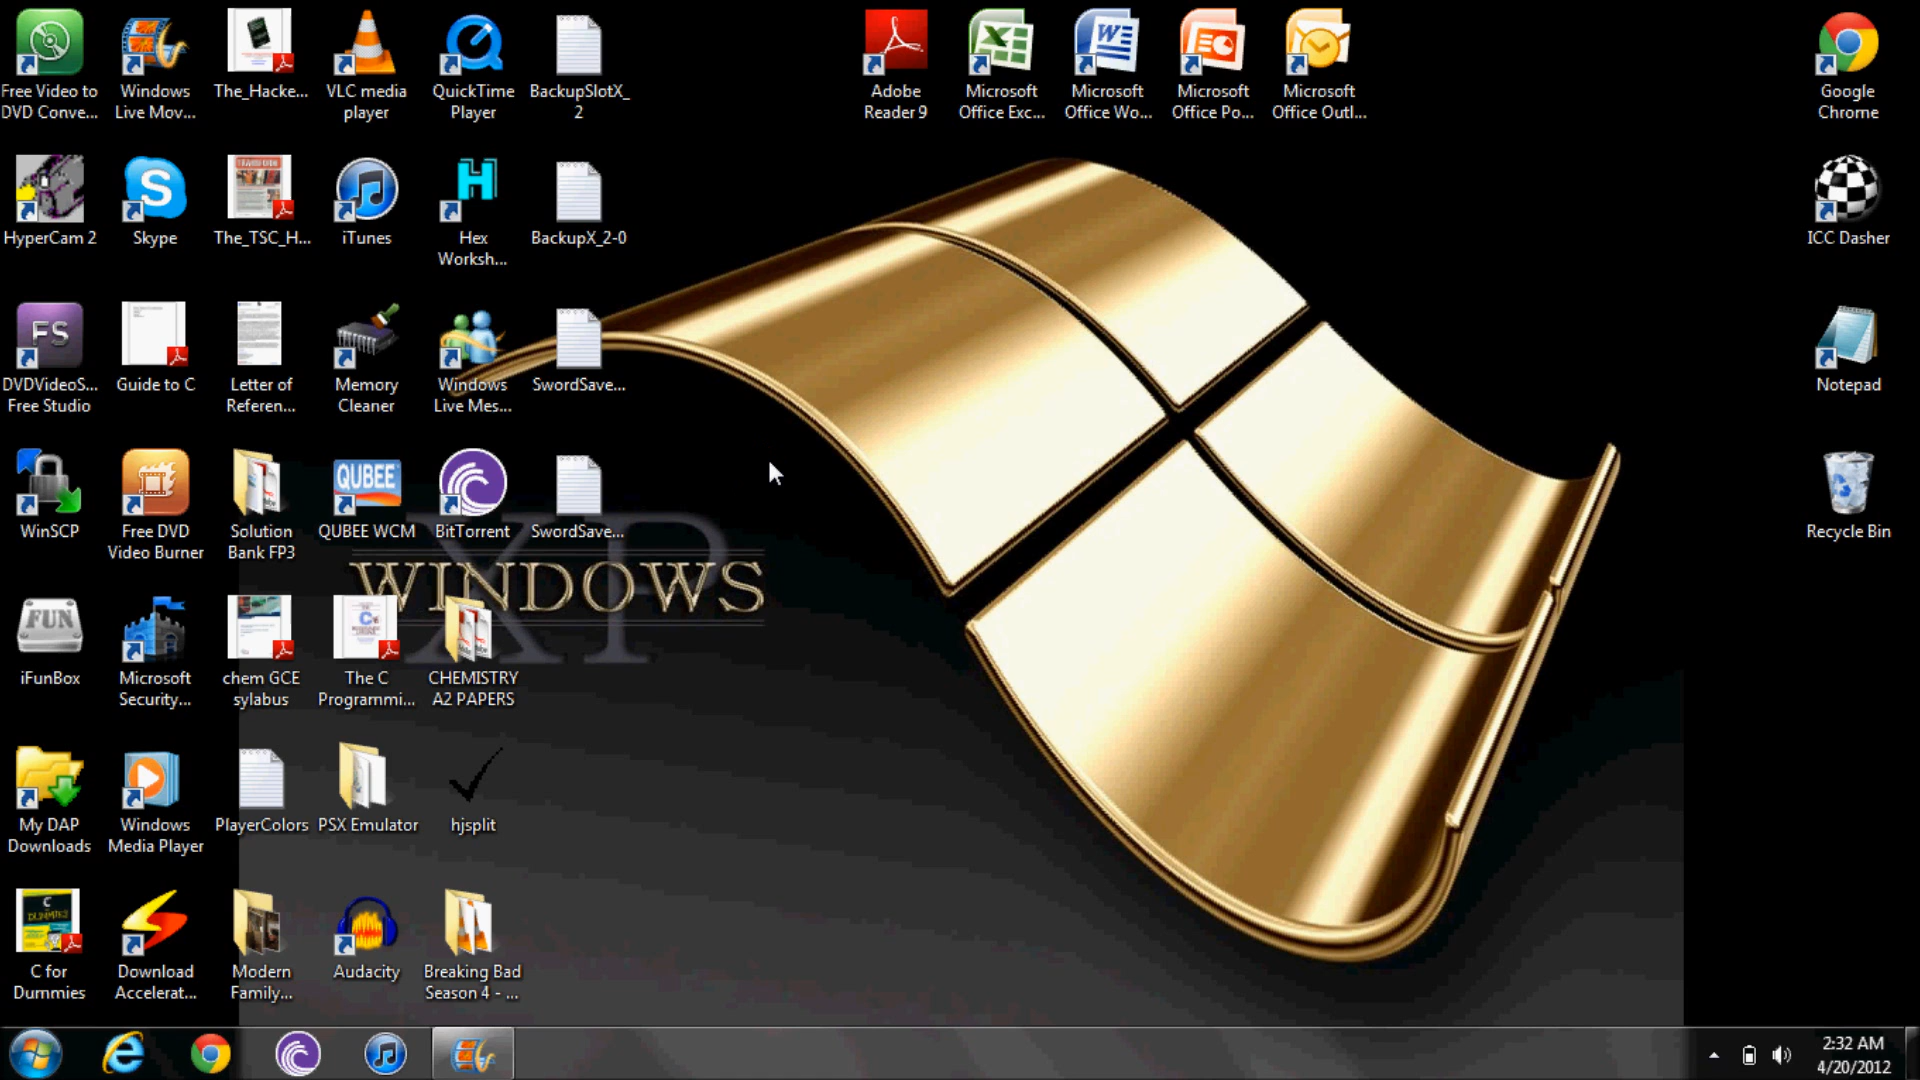 Free Video to
DVD Conve...
Windows
Live Mov...
The_Hacke...
VLC media
player
QuickTime
Player
BackupSlotX_
2
Adobe
Reader 9
Microsoft
Office Exc...
Microsoft
Office Wo...
Microsoft
Office Po...
Microsoft
Office Outl...
Google
Chrome
HyperCam 2
Skype
The_TSC_H...
iTunes
H
Hex
Worksh...
BackupX_2-0
ICC Dasher
FS
DVDVideoS...
Free Studio
Guide to C
Letter of
Referen...
Memory
Cleaner
Windows
Live Mes...
SwordSave...
Notepad
WinSCP
Free DVD
Video Burner
Solution
Bank FP3
QUBEE
QUBEE WCM
BitTorrent
SwordSave...
Recycle Bin
XP
WINDOWS
FUN
iFunBox
Microsoft
Security...
chem GCE
sylabus
The C
Programmi...
CHEMISTRY
A2 PAPERS
My DAP
Downloads
Windows
Media Player
PlayerColors
PSX Emulator
hjsplit
C
DUMMIES
C for
Dummies
Download
Accelerat...
Modern
Family...
Audacity
Breaking Bad
Season 4 - ...
2:32 AM
4/20/2012